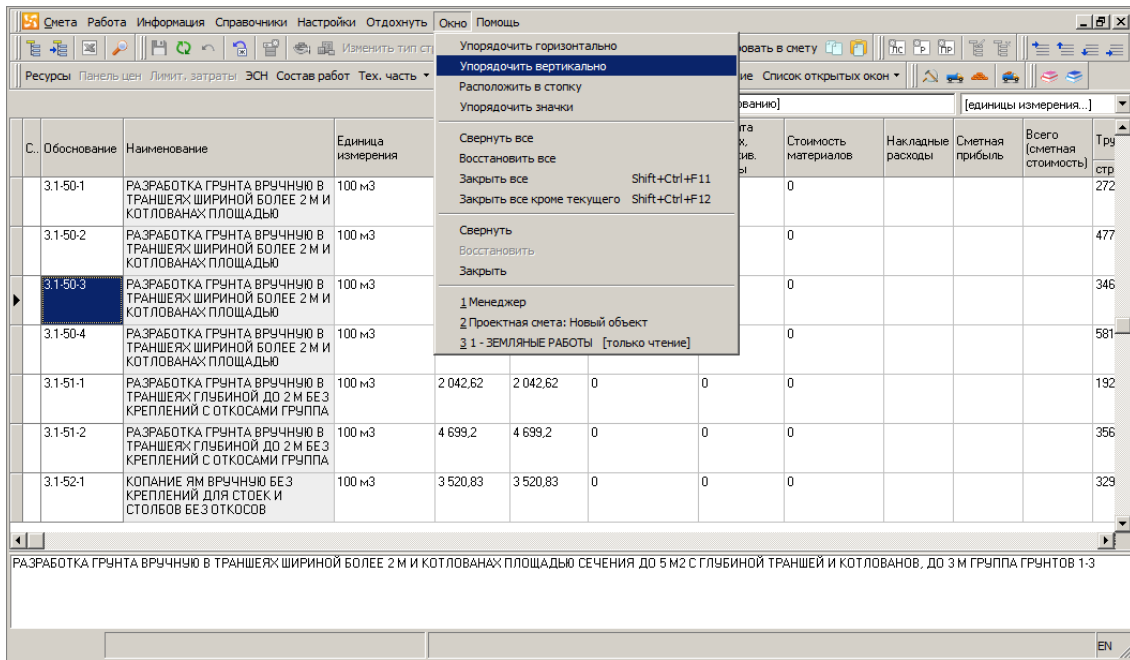 Смета Работа Информация Справочники Настройки Отдохнуть Окно Помощь
Изменить тип
в смету
Ресурсы Панель цен Лимит. затраты ЭСН Состав работ Тех. часть
Список открытых окон
[единицы измерения...]
Упорядочить горизонтально
Упорядочить вертикально
Расположить в стопку
Упорядочить значки
Свернуть все
Восстановить все
Закрыть все Shift+Ctrl+F11
Закрыть все кроме текущего Shift+Ctrl+F12
Свернуть
Восстановить
Закрыть
1 Менеджер
2 Проектная смета: Новый объект
3 1 - ЗЕМЛЯНЫЕ РАБОТЫ [только чтение]
С.. Обоснование Наименование Единица измерения Стоимость материалов Накладные расходы Сметная прибыль Всего (сметная стоимость)
3.1-50-1 РАЗРАБОТКА ГРУНТА ВРУЧНУЮ В 100 м3 0 272
ТРАНШЕЯХ ШИРИНОЙ БОЛЕЕ 2 М И
КОТЛОВАНАХ ПЛОЩАДЬЮ
3.1-50-2 РАЗРАБОТКА ГРУНТА ВРУЧНУЮ В 100 м3 0 477
ТРАНШЕЯХ ШИРИНОЙ БОЛЕЕ 2 М И
КОТЛОВАНАХ ПЛОЩАДЬЮ
3.1-50-3 РАЗРАБОТКА ГРУНТА ВРУЧНУЮ В 100 м3 0 346
ТРАНШЕЯХ ШИРИНОЙ БОЛЕЕ 2 М И
КОТЛОВАНАХ ПЛОЩАДЬЮ
3.1-50-4 РАЗРАБОТКА ГРУНТА ВРУЧНУЮ В 100 м3 0 581
ТРАНШЕЯХ ШИРИНОЙ БОЛЕЕ 2 М И
КОТЛОВАНАХ ПЛОЩАДЬЮ
3.1-51-1 РАЗРАБОТКА ГРУНТА ВРУЧНУЮ В 100 м3 2 042,62 2 042,62 0 0 0 192
ТРАНШЕЯХ ГЛУБИНОЙ ДО 2 М БЕЗ
КРЕПЛЕНИЙ С ОТКОСАМИ ГРУППА
3.1-51-2 РАЗРАБОТКА ГРУНТА ВРУЧНУЮ В 100 м3 4 699,2 4 699,2 0 0 0 356
ТРАНШЕЯХ ГЛУБИНОЙ ДО 2 М БЕЗ
КРЕПЛЕНИЙ С ОТКОСАМИ ГРУППА
3.1-52-1 КОПАНИЕ ЯМ ВРУЧНУЮ БЕЗ 100 м3 3 520,83 3 520,83 0 0 0 329
КРЕПЛЕНИЙ ДЛЯ СТОЕК И
СТОЛБОВ БЕЗ ОТКОСОВ
РАЗРАБОТКА ГРУНТА ВРУЧНУЮ В ТРАНШЕЯХ ШИРИНОЙ БОЛЕЕ 2 М И КОТЛОВАНАХ ПЛОЩАДЬЮ СЕЧЕНИЯ ДО 5 М2 С ГЛУБИНОЙ ТРАНШЕЙ И КОТЛОВАНОВ, ДО 3 М ГРУППА ГРУНТОВ 1-3
EN